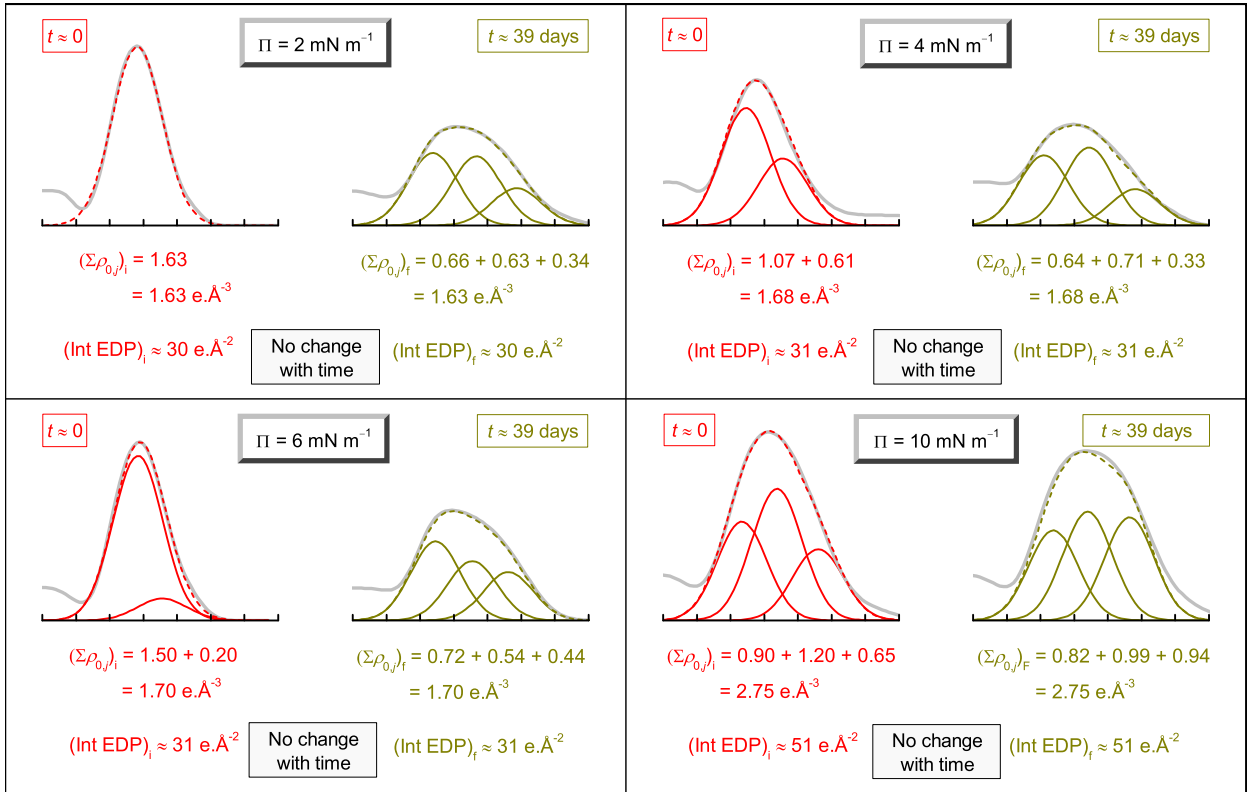 t ≈ 0
Π = 2 mN m⁻¹
t ≈ 39 days
(Σρ₀,ⱼ)ᵢ = 1.63
= 1.63 e.Å⁻³
(Σρ₀,ⱼ)f = 0.66 + 0.63 + 0.34
= 1.63 e.Å⁻³
(Int EDP)ᵢ ≈ 30 e.Å⁻²
No change
with time
(Int EDP)f ≈ 30 e.Å⁻²
t ≈ 0
Π = 4 mN m⁻¹
t ≈ 39 days
(Σρ₀,ⱼ)ᵢ = 1.07 + 0.61
= 1.68 e.Å⁻³
(Σρ₀,ⱼ)f = 0.64 + 0.71 + 0.33
= 1.68 e.Å⁻³
(Int EDP)ᵢ ≈ 31 e.Å⁻²
No change
with time
(Int EDP)f ≈ 31 e.Å⁻²
t ≈ 0
Π = 6 mN m⁻¹
t ≈ 39 days
(Σρ₀,ⱼ)ᵢ = 1.50 + 0.20
= 1.70 e.Å⁻³
(Σρ₀,ⱼ)f = 0.72 + 0.54 + 0.44
= 1.70 e.Å⁻³
(Int EDP)ᵢ ≈ 31 e.Å⁻²
No change
with time
(Int EDP)f ≈ 31 e.Å⁻²
t ≈ 0
Π = 10 mN m⁻¹
t ≈ 39 days
(Σρ₀,ⱼ)ᵢ = 0.90 + 1.20 + 0.65
= 2.75 e.Å⁻³
(Σρ₀,ⱼ)F = 0.82 + 0.99 + 0.94
= 2.75 e.Å⁻³
(Int EDP)ᵢ ≈ 51 e.Å⁻²
No change
with time
(Int EDP)f ≈ 51 e.Å⁻²